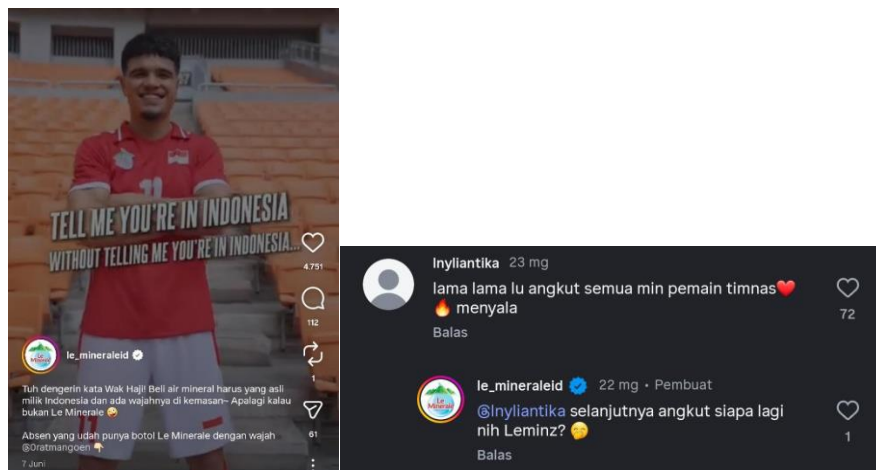 TELL ME YOU'RE IN INDONESIA
WITHOUT TELLING ME YOU'RE IN INDONESIA...
4.751
112
1
le_mineraleid
Tuh dengerin kata Wak Haji! Beli air mineral harus yang asli
milik Indonesia dan ada wajahnya di kemasan~ Apalagi kalau
bukan Le Minerale 🤪
61
Absen yang udah punya botol Le Minerale dengan wajah
@0ratmangoen 👇🏻
7 Juni
lnyliantika 23 mg
lama lama lu angkut semua min pemain timnas❤️
🔥 menyala
72
Balas
Le Minerale
le_mineraleid 22 mg • Pembuat
@lnyliantika selanjutnya angkut siapa lagi
nih Leminz? 🤭
1
Balas